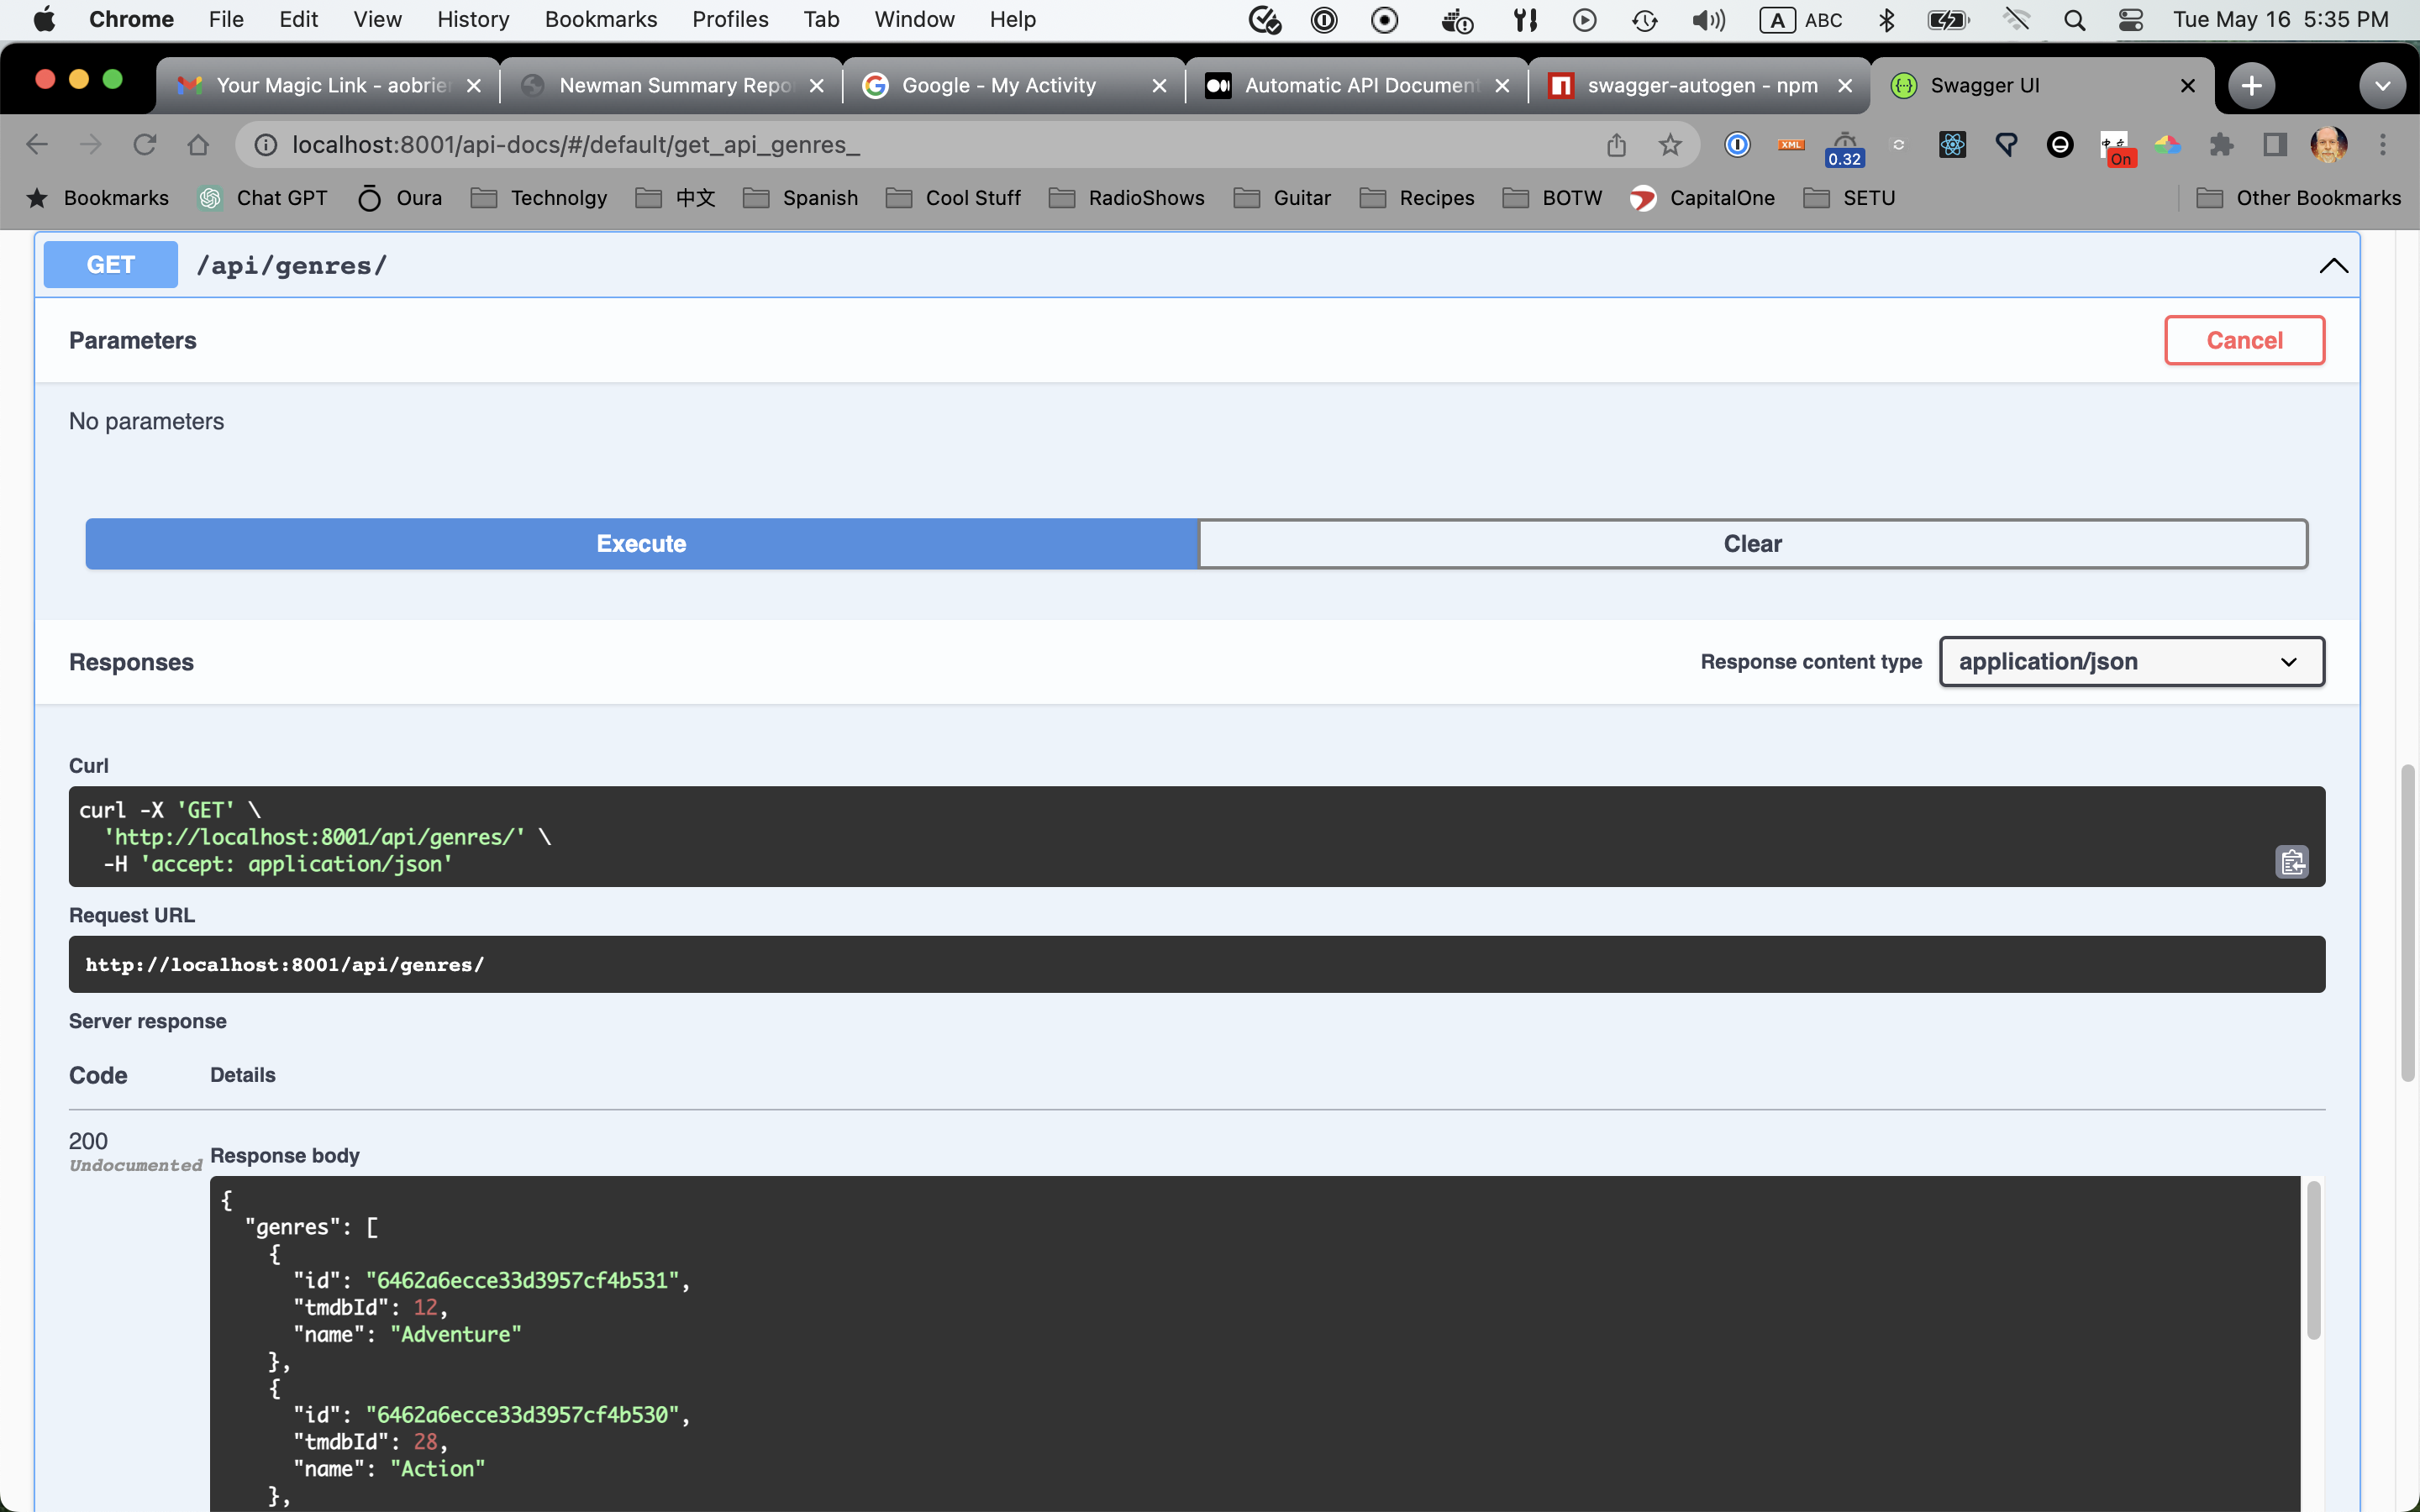 Chrome File Edit View History Bookmarks Profiles Tab Window Help A ABC Tue May 16 5:35 PM
Your Magic Link - aobrie Newman Summary Repo Google - My Activity Automatic API Document swagger-autogen - npm Swagger UI
localhost:8001/api-docs/#/default/get_api_genres_ XML 0.32 On
Bookmarks Chat GPT Oura Technolgy 中文 Spanish Cool Stuff RadioShows Guitar Recipes BOTW CapitalOne SETU Other Bookmarks
GET /api/genres/
Parameters Cancel
No parameters
Execute Clear
Responses Response content type application/json
Curl
curl -X 'GET' \
'http://localhost:8001/api/genres/' \
-H 'accept: application/json'
Request URL
http://localhost:8001/api/genres/
Server response
Code Details
200 Response body
Undocumented
{
"genres": [
{
"id": "6462a6ecce33d3957cf4b531",
"tmdbId": 12,
"name": "Adventure"
},
{
"id": "6462a6ecce33d3957cf4b530",
"tmdbId": 28,
"name": "Action"
},